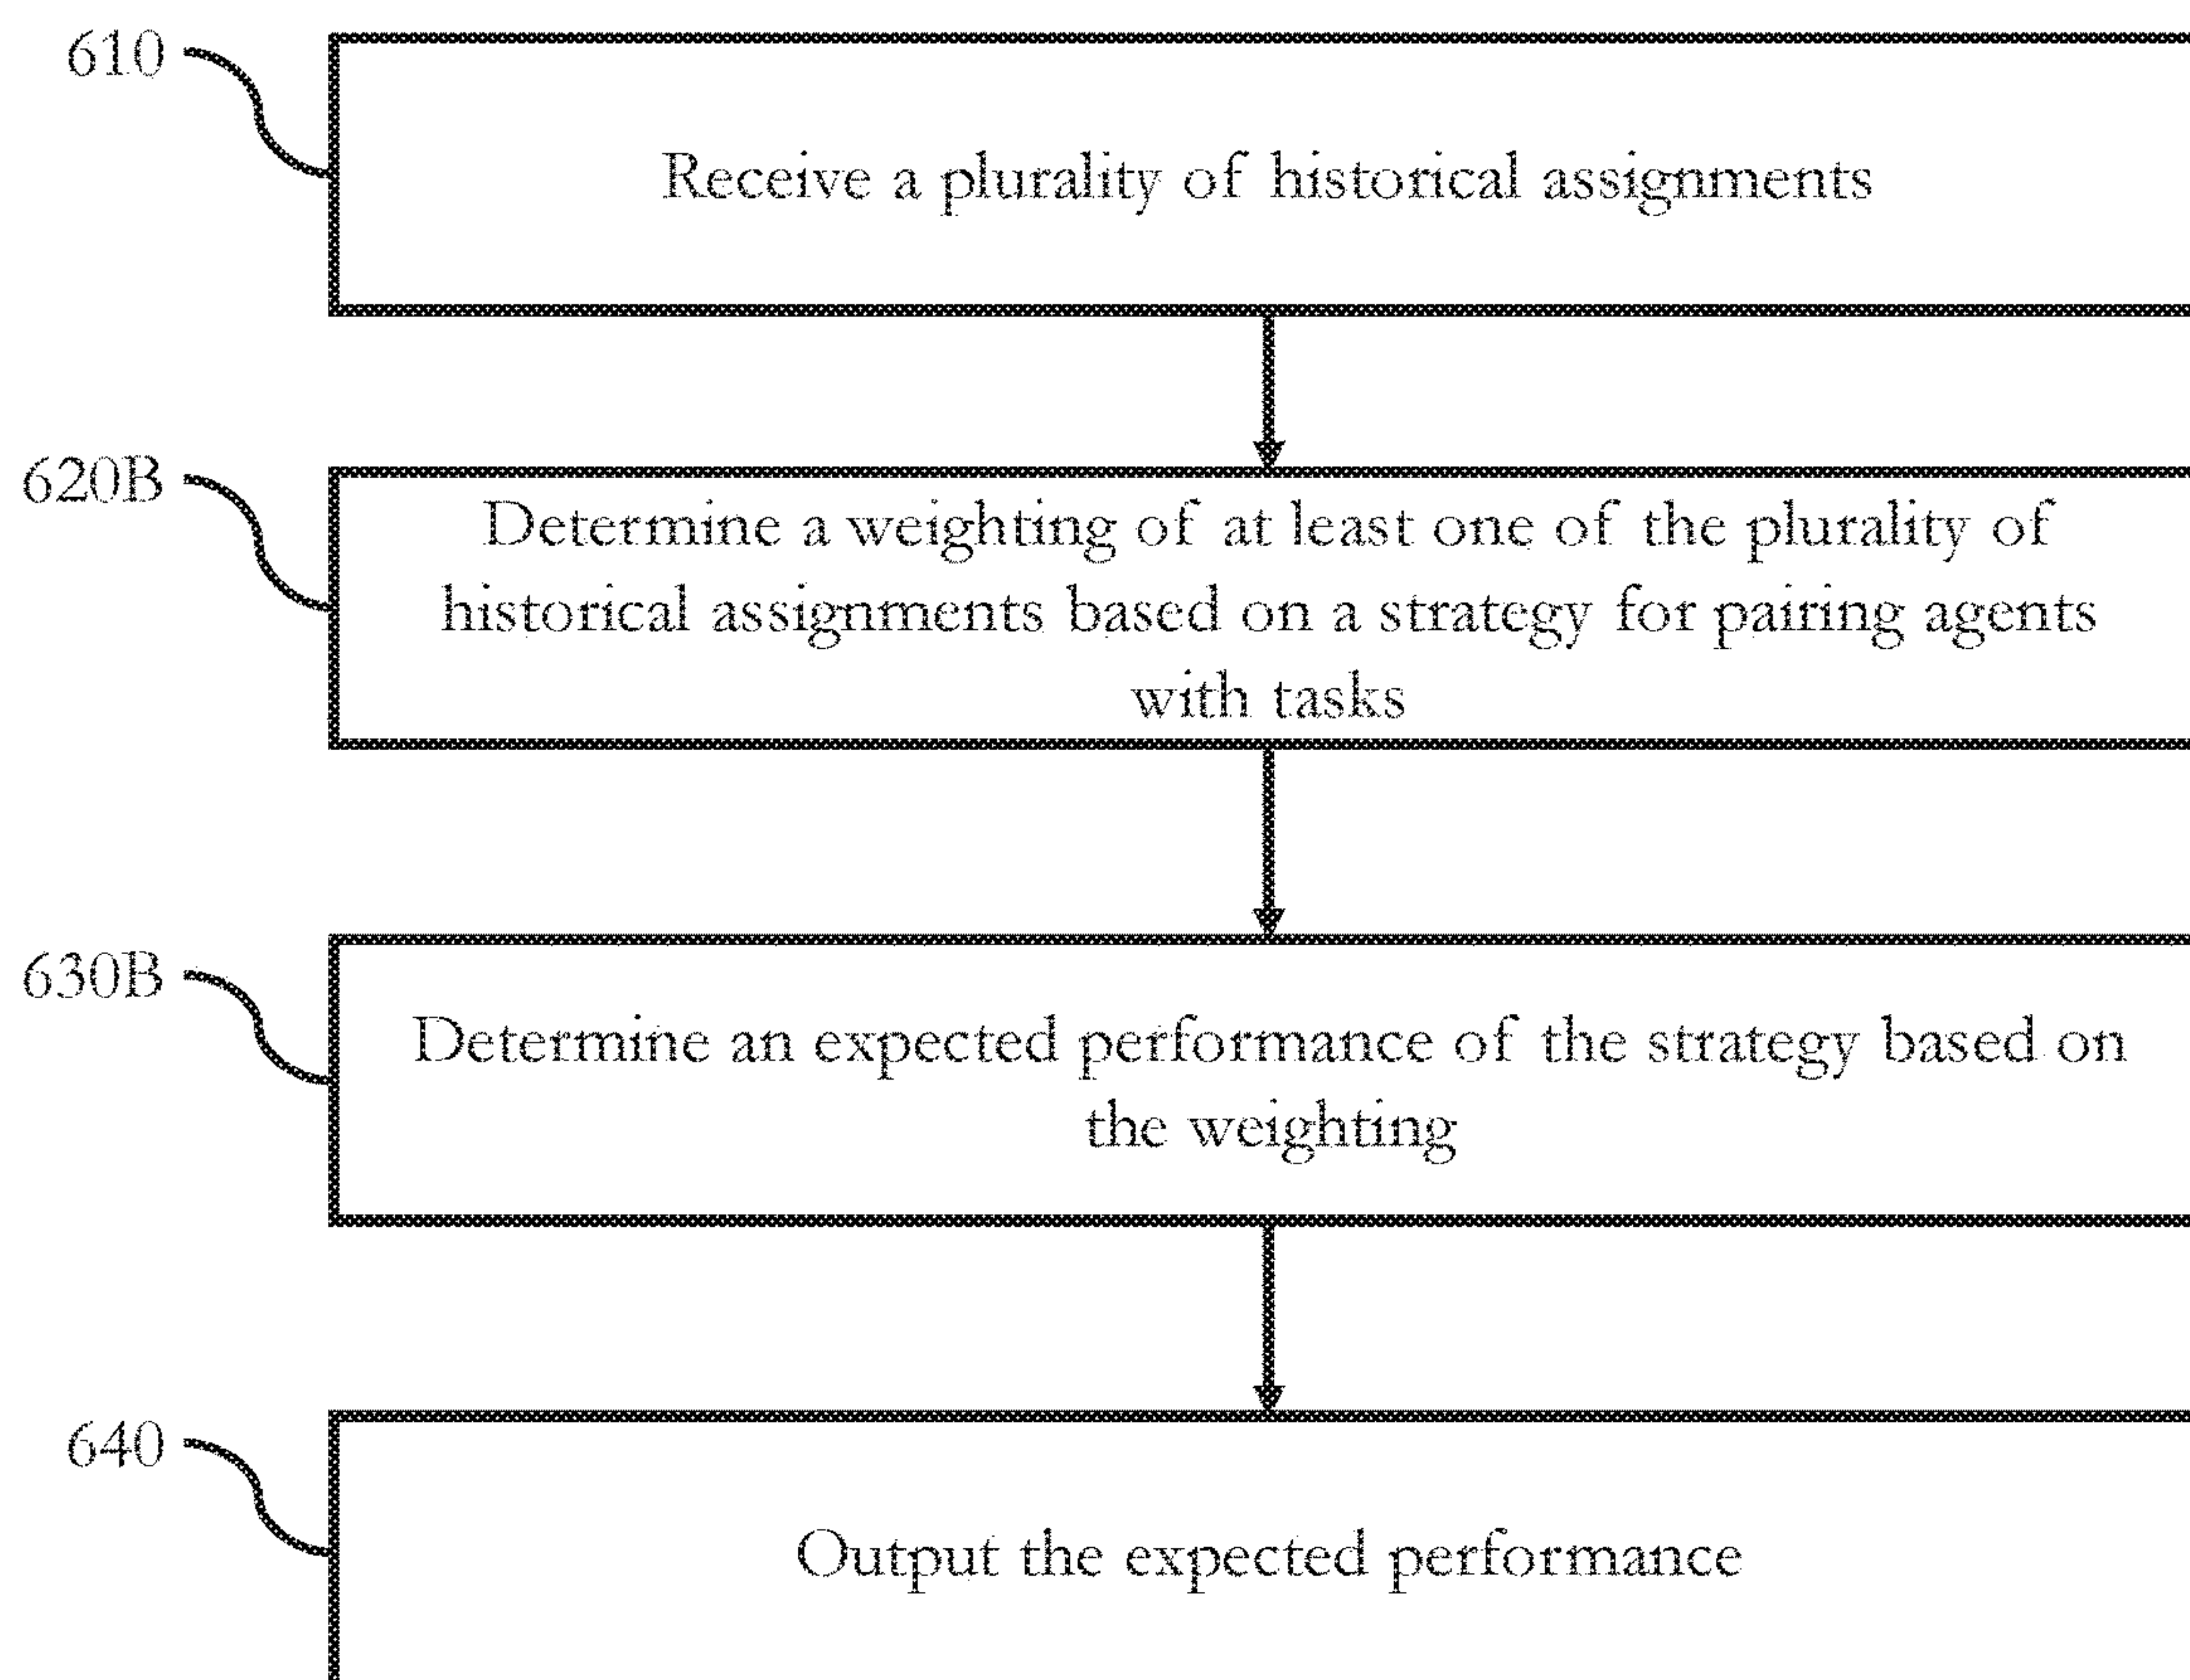 610
Receive a plurality of historical assignments
620B
Determine a weighting of at least one of the plurality of
historical assignments based on a strategy for pairing agents
with tasks
630B
Determine an expected performance of the strategy based on
the weighting
640
Output the expected performance